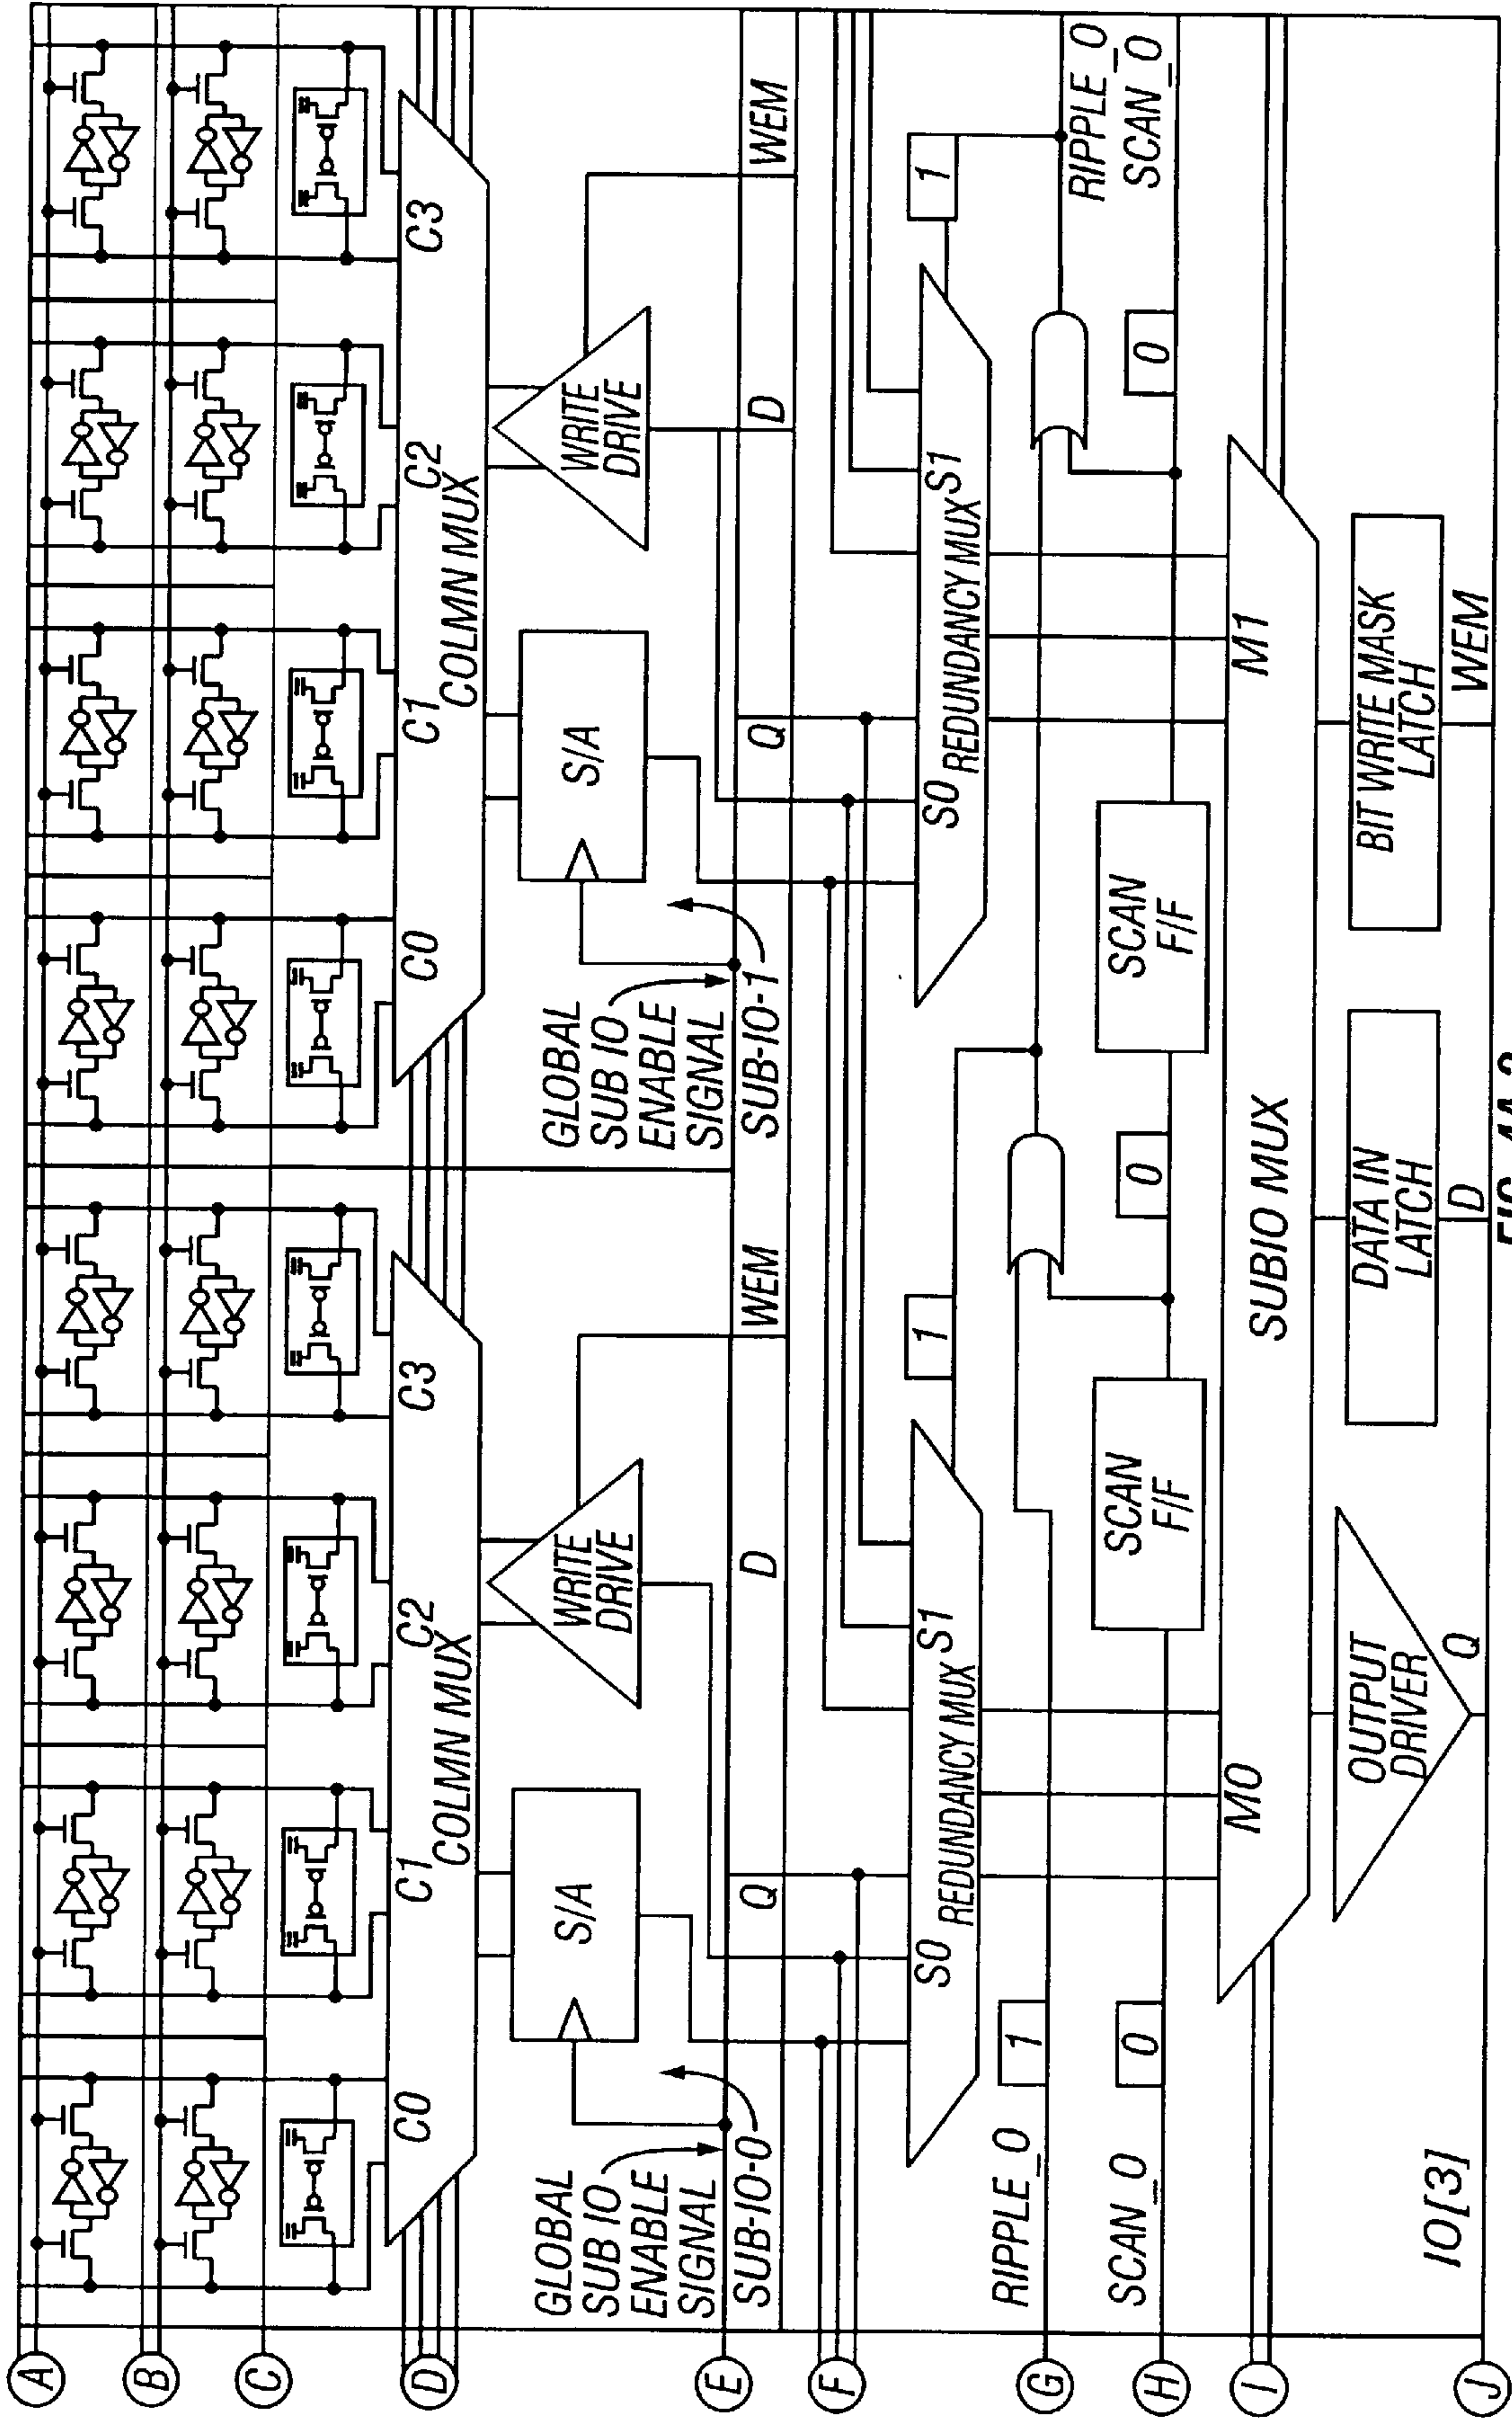 A
B
C
D
E
F
G
H
I
J
C0
C1
C2
C3
COLMN MUX
C0
C1
C2
C3
COLMN MUX
S/A
WRITE
DRIVE
S/A
WRITE
DRIVE
GLOBAL
SUB IO
ENABLE
SIGNAL
SUB-IO-0
GLOBAL
SUB IO
ENABLE
SIGNAL
SUB-IO-1
Q
D
WEM
Q
D
WEM
S0
REDUNDANCY MUX
S1
S0
REDUNDANCY MUX
S1
1
1
1
RIPPLE_0
RIPPLE_0
SCAN_0
SCAN_0
0
0
0
SCAN
F/F
SCAN
F/F
M0
SUBIO MUX
M1
OUTPUT
DRIVER
DATA IN
LATCH
BIT WRITE MASK
LATCH
Q
D
WEM
IO[3]